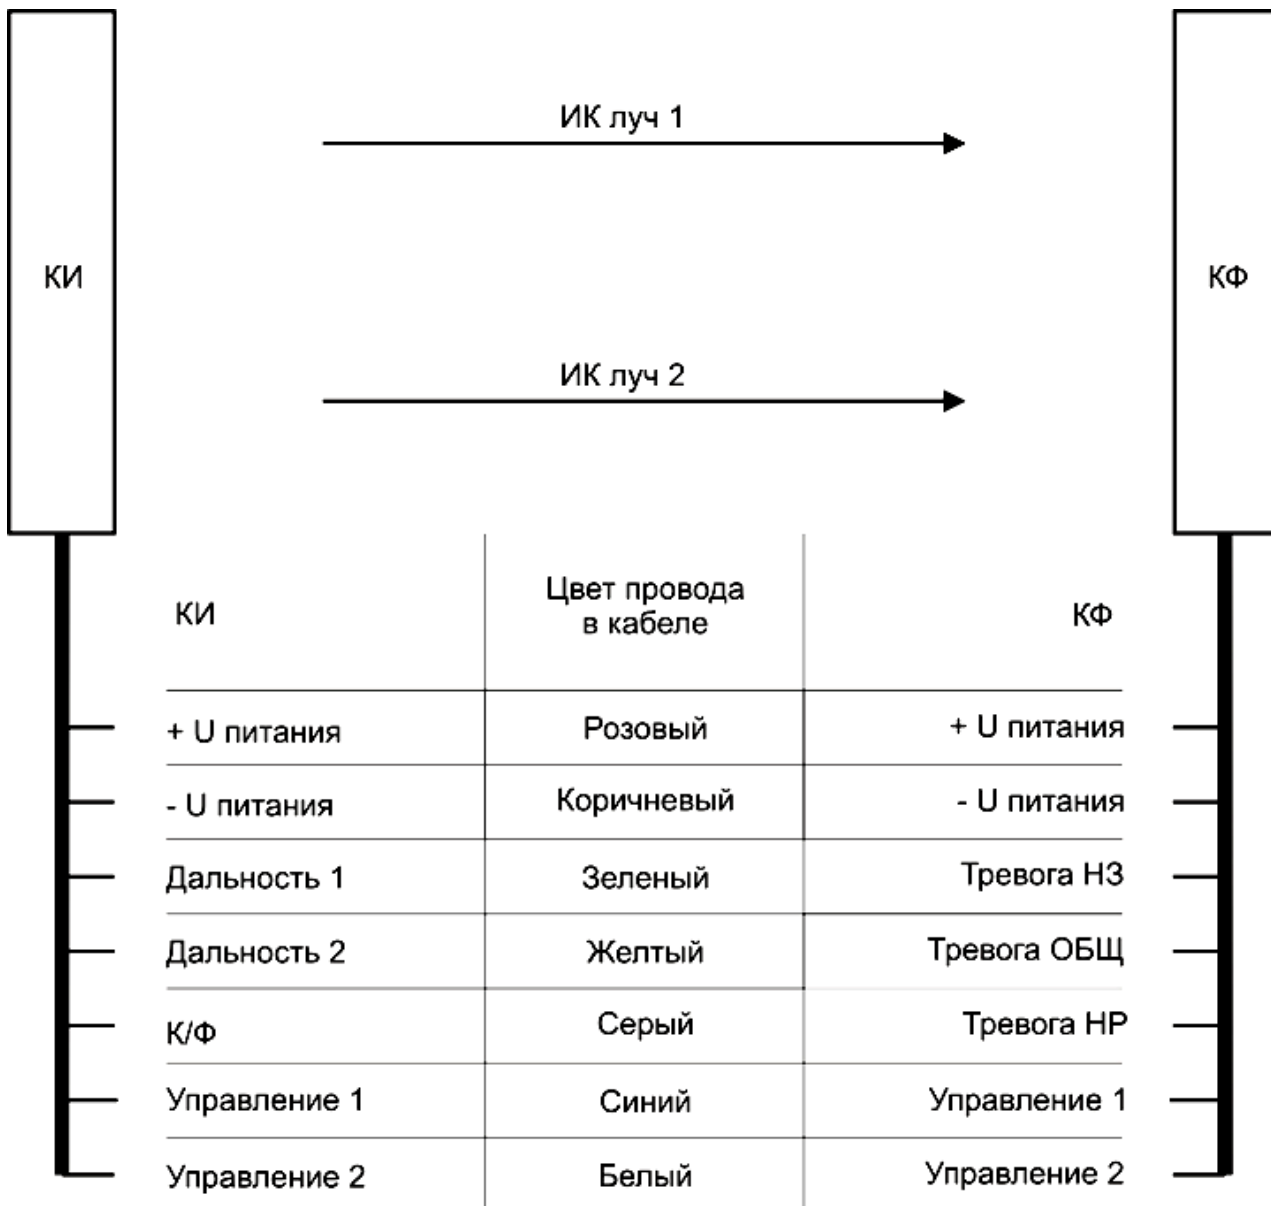 ИК луч 1
КИ
КФ
ИК луч 2
КИ
Цвет провода
в кабеле
КФ
+ U питания
Розовый
+ U питания
- U питания
Коричневый
- U питания
Дальность 1
Зеленый
Тревога НЗ
Дальность 2
Желтый
Тревога ОБЩ
К/Ф
Серый
Тревога НР
Управление 1
Синий
Управление 1
Управление 2
Белый
Управление 2